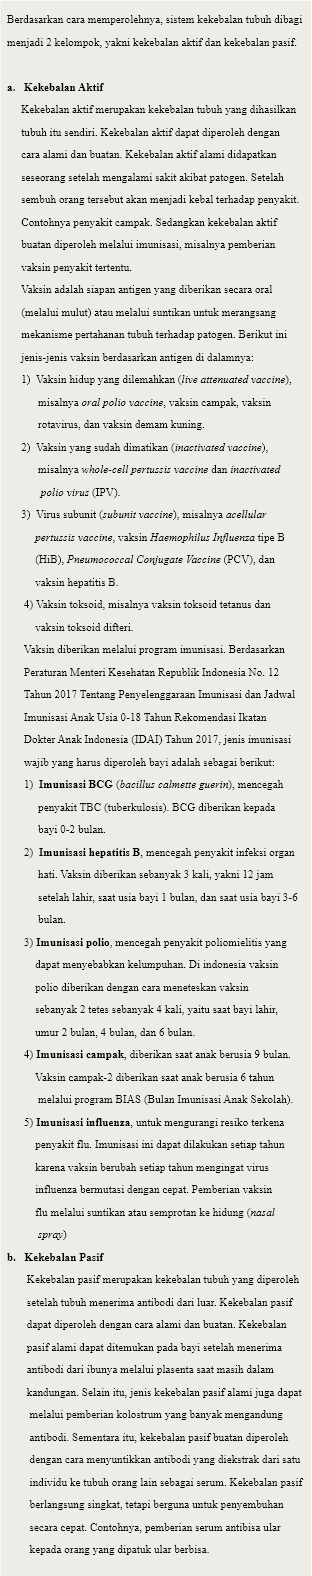 Berdasarkan cara memperolehnya, sistem kekebalan tubuh dibagi
menjadi 2 kelompok, yakni kekebalan aktif dan kekebalan pasif.
a. Kekebalan Aktif
Kekebalan aktif merupakan kekebalan tubuh yang dihasilkan
tubuh itu sendiri. Kekebalan aktif dapat diperoleh dengan
cara alami dan buatan. Kekebalan aktif alami didapatkan
seseorang setelah mengalami sakit akibat patogen. Setelah
sembuh orang tersebut akan menjadi kebal terhadap penyakit.
Contohnya penyakit campak. Sedangkan kekebalan aktif
buatan diperoleh melalui imunisasi, misalnya pemberian
vaksin penyakit tertentu.
Vaksin adalah siapan antigen yang diberikan secara oral
(melalui mulut) atau melalui suntikan untuk merangsang
mekanisme pertahanan tubuh terhadap patogen. Berikut ini
jenis-jenis vaksin berdasarkan antigen di dalamnya:
1) Vaksin hidup yang dilemahkan (live attenuated vaccine),
misalnya oral polio vaccine, vaksin campak, vaksin
rotavirus, dan vaksin demam kuning.
2) Vaksin yang sudah dimatikan (inactivated vaccine),
misalnya whole-cell pertussis vaccine dan inactivated
polio virus (IPV).
3) Virus subunit (subunit vaccine), misalnya acellular
pertussis vaccine, vaksin Haemophilus Influenza tipe B
(HiB), Pneumococcal Conjugate Vaccine (PCV), dan
vaksin hepatitis B.
4) Vaksin toksoid, misalnya vaksin toksoid tetanus dan
vaksin toksoid difteri.
Vaksin diberikan melalui program imunisasi. Berdasarkan
Peraturan Menteri Kesehatan Republik Indonesia No. 12
Tahun 2017 Tentang Penyelenggaraan Imunisasi dan Jadwal
Imunisasi Anak Usia 0-18 Tahun Rekomendasi Ikatan
Dokter Anak Indonesia (IDAI) Tahun 2017, jenis imunisasi
wajib yang harus diperoleh bayi adalah sebagai berikut:
1) Imunisasi BCG (bacillus calmette guerin), mencegah
penyakit TBC (tuberkulosis). BCG diberikan kepada
bayi 0-2 bulan.
2) Imunisasi hepatitis B, mencegah penyakit infeksi organ
hati. Vaksin diberikan sebanyak 3 kali, yakni 12 jam
setelah lahir, saat usia bayi 1 bulan, dan saat usia bayi 3-6
bulan.
3) Imunisasi polio, mencegah penyakit poliomielitis yang
dapat menyebabkan kelumpuhan. Di indonesia vaksin
polio diberikan dengan cara meneteskan vaksin
sebanyak 2 tetes sebanyak 4 kali, yaitu saat bayi lahir,
umur 2 bulan, 4 bulan, dan 6 bulan.
4) Imunisasi campak, diberikan saat anak berusia 9 bulan.
Vaksin campak-2 diberikan saat anak berusia 6 tahun
melalui program BIAS (Bulan Imunisasi Anak Sekolah).
5) Imunisasi influenza, untuk mengurangi resiko terkena
penyakit flu. Imunisasi ini dapat dilakukan setiap tahun
karena vaksin berubah setiap tahun mengingat virus
influenza bermutasi dengan cepat. Pemberian vaksin
flu melalui suntikan atau semprotan ke hidung (nasal
spray)
b. Kekebalan Pasif
Kekebalan pasif merupakan kekebalan tubuh yang diperoleh
setelah tubuh menerima antibodi dari luar. Kekebalan pasif
dapat diperoleh dengan cara alami dan buatan. Kekebalan
pasif alami dapat ditemukan pada bayi setelah menerima
antibodi dari ibunya melalui plasenta saat masih dalam
kandungan. Selain itu, jenis kekebalan pasif alami juga dapat
melalui pemberian kolostrum yang banyak mengandung
antibodi. Sementara itu, kekebalan pasif buatan diperoleh
dengan cara menyuntikkan antibodi yang diekstrak dari satu
individu ke tubuh orang lain sebagai serum. Kekebalan pasif
berlangsung singkat, tetapi berguna untuk penyembuhan
secara cepat. Contohnya, pemberian serum antibisa ular
kepada orang yang dipatuk ular berbisa.